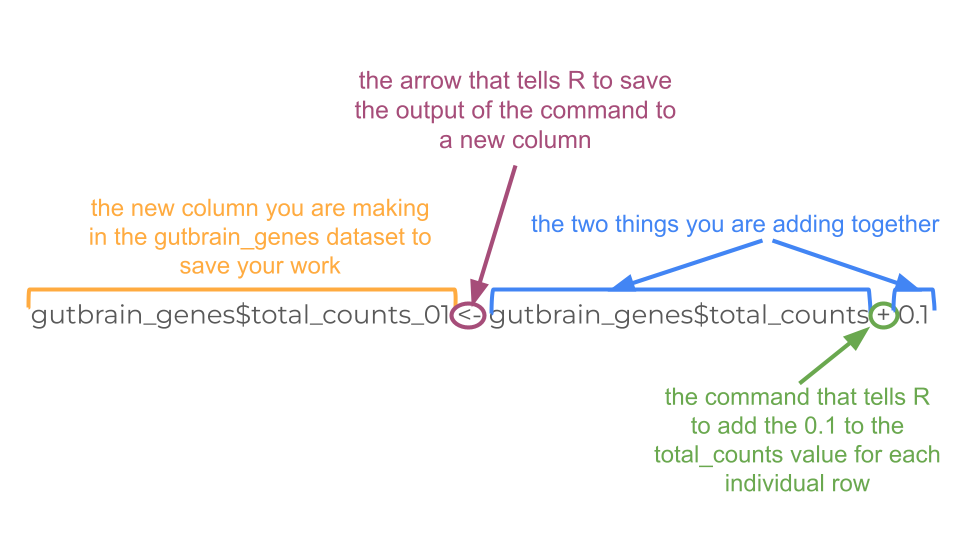 the arrow that tells R to save
the output of the command to
a new column
the new column you are making
in the gutbrain_genes dataset to
save your work
the two things you are adding together
gutbrain_genes$total_counts_01 <- gutbrain_genes$total_counts + 0.1
the command that tells R
to add the 0.1 to the
total_counts value for each
individual row